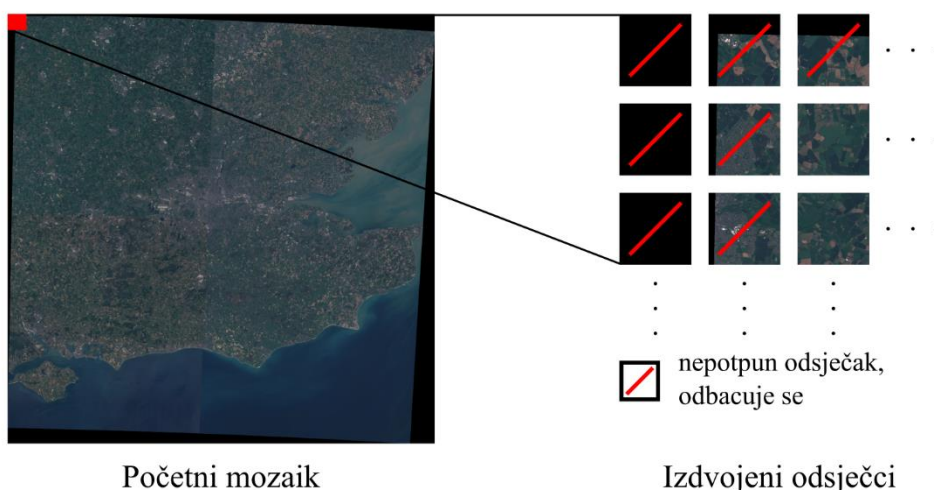 nepotpun odsječak,
odbacuje se
Početni mozaik
Izdvojeni odsječci